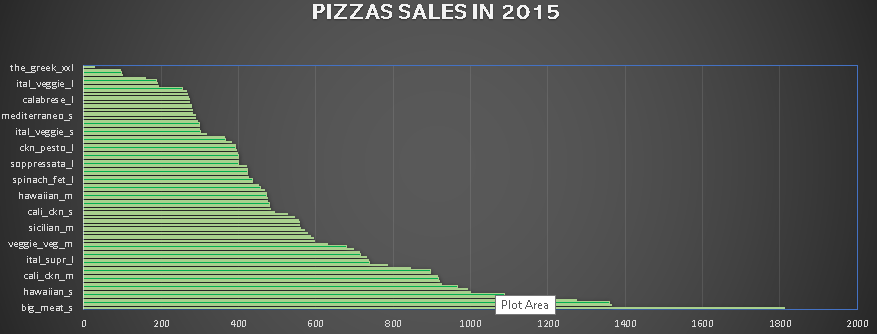 PIZZAS SALES IN 2015
the_greek_xxl
ital_veggie_l
calabrese_l
mediterraneo_s
ital_veggie_s
ckn_pesto_l
soppressata_l
spinach_fet_l
hawaiian_m
cali_ckn_s
sicilian_m
veggie_veg_m
ital_supr_l
cali_ckn_m
hawaiian_s
big_meat_s
Plot Area
0 200 400 600 800 1000 1200 1400 1600 1800 2000